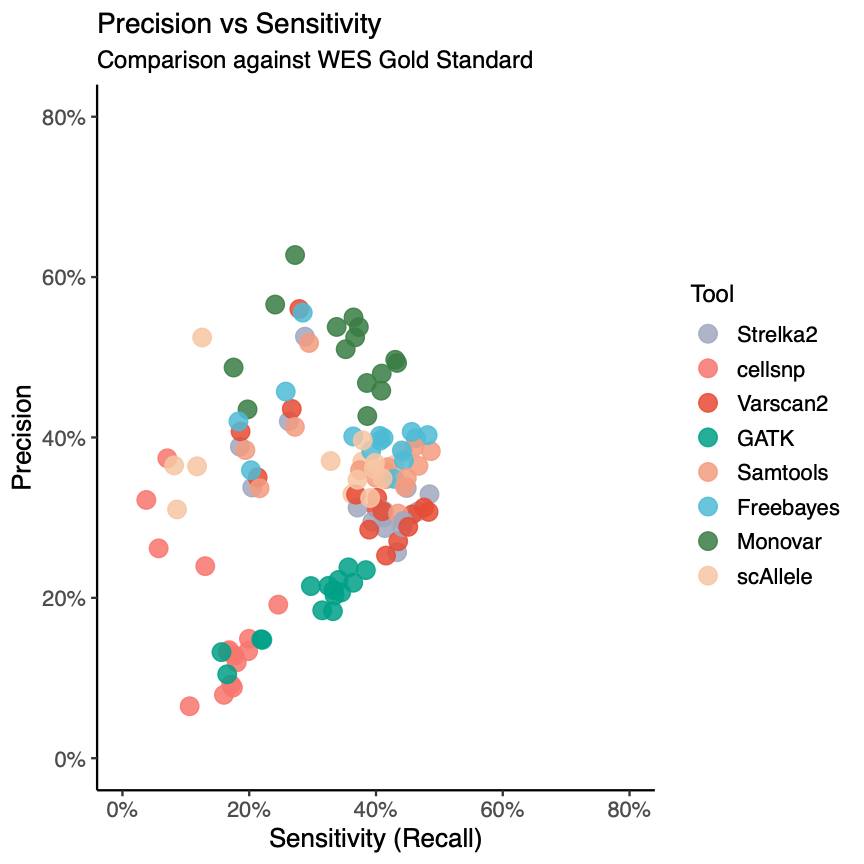 Precision vs Sensitivity
Comparison against WES Gold Standard
80%
60%
40%
20%
0%
Precision
0% 20% 40% 60% 80%
Sensitivity (Recall)
Tool
Strelka2
cellsnp
Varscan2
GATK
Samtools
Freebayes
Monovar
scAllele